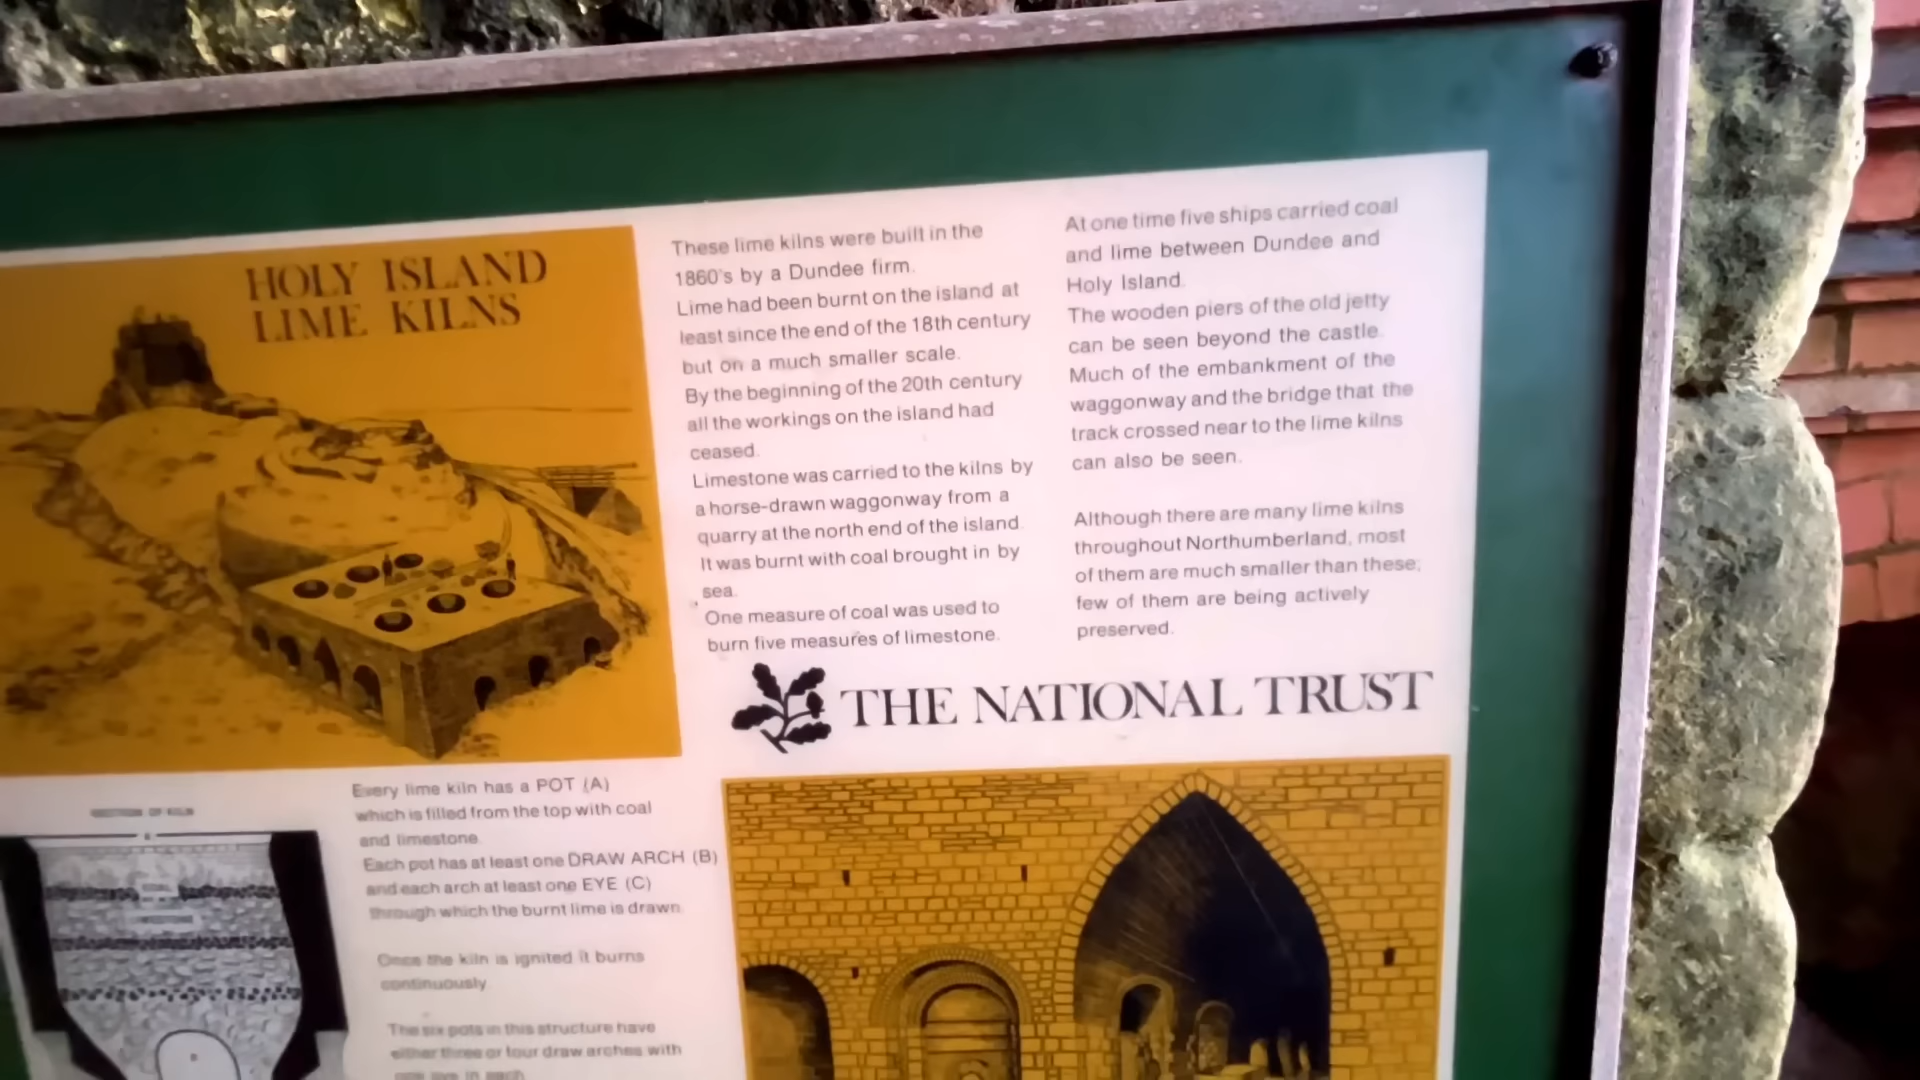 HOLY ISLAND
LIME KILNS
These lime kilns were built in the
1860's by a Dundee firm.
Lime had been burnt on the island at
least since the end of the 18th century
but on a much smaller scale.
By the beginning of the 20th century
all the workings on the island had
ceased.
Limestone was carried to the kilns by
a horse-drawn waggonway from a
quarry at the north end of the island.
It was burnt with coal brought in by
sea.
One measure of coal was used to
burn five measures of limestone.
At one time five ships carried coal
and lime between Dundee and
Holy Island.
The wooden piers of the old jetty
can be seen beyond the castle.
Much of the embankment of the
waggonway and the bridge that the
track crossed near to the lime kilns
can also be seen.
Although there are many lime kilns
throughout Northumberland, most
of them are much smaller than these;
few of them are being actively
preserved.
THE NATIONAL TRUST
SECTION OF KILN
Every lime kiln has a POT (A)
which is filled from the top with coal
and limestone.
Each pot has at least one DRAW ARCH (B)
and each arch at least one EYE (C)
through which the burnt lime is drawn.
Once the kiln is ignited it burns
continuously.
The six pots in this structure have
either three or four draw arches with
one eye in each.